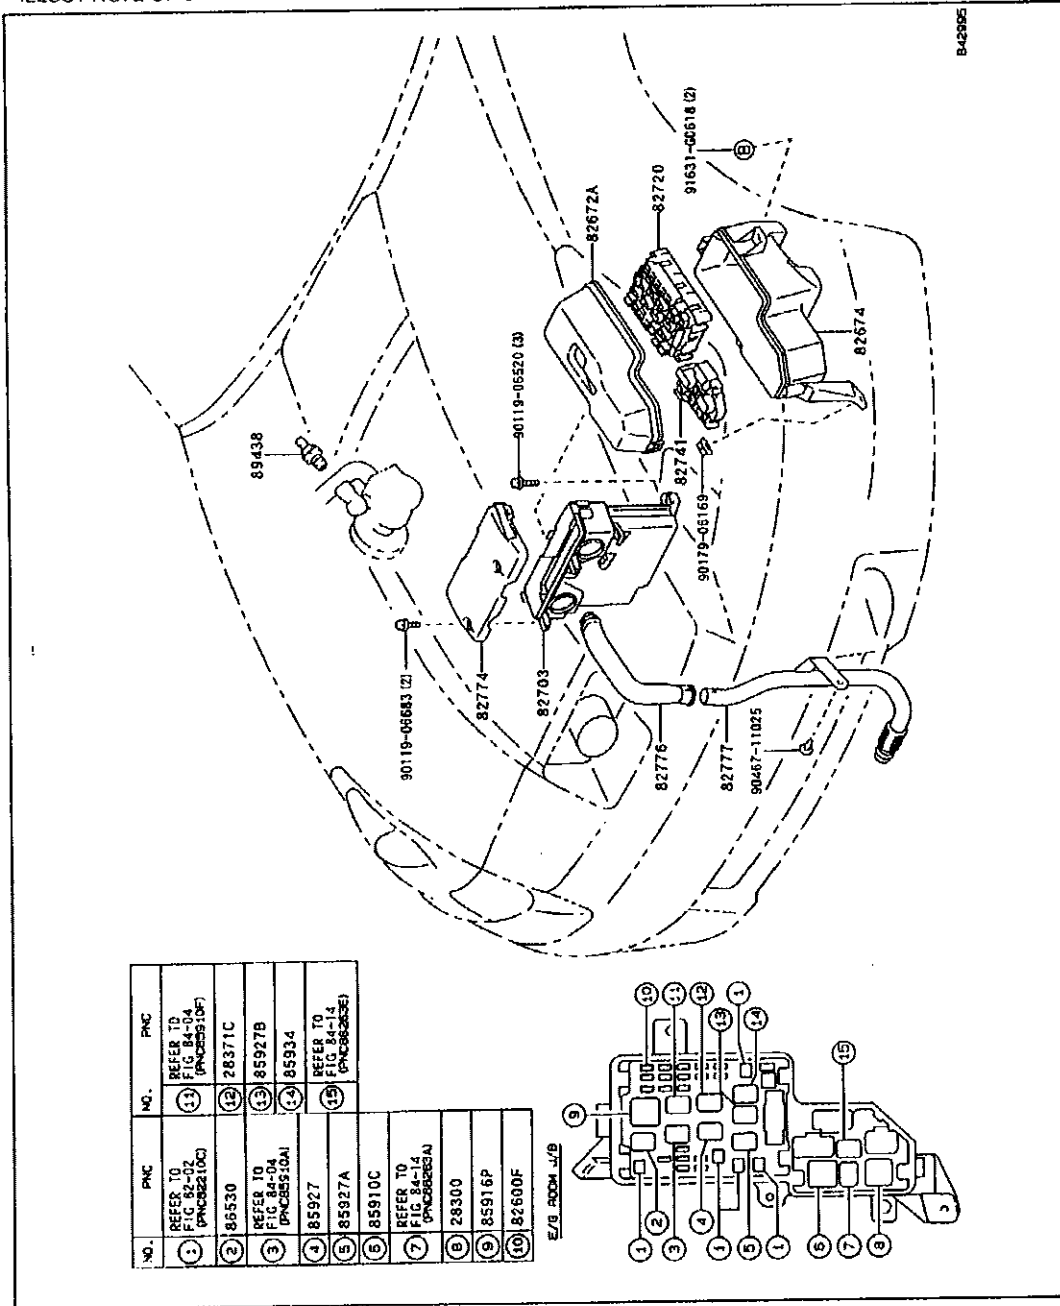 B42995
89438
90119-06683 (2)
82774
82703
90119-06520 (3)
82672A
82720
91631-G0618 (2)
B
82674
82741
90179-06169
82776
82777
90467-11025
NO. PNC NO. PNC
1 REFER TO FIG 82-02 (PNC82210C) 11 REFER TO FIG 84-04 (PNC85910F)
2 86530 12 28371C
3 REFER TO FIG 84-04 (PNC85910A) 13 85927B
4 85927 14 85934
5 85927A 15 REFER TO FIG 84-14 (PNC88263E)
6 85910C
7 REFER TO FIG 84-14 (PNC88263A)
8 28300
9 85916P
10 82600F
E/G ROOM J/B
9
1
2
3
4
1
5
1
6
7
8
10
11
12
13
1
14
15